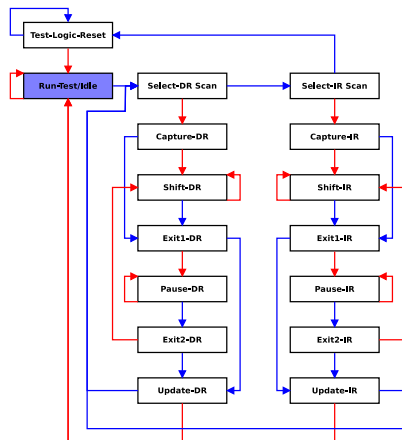 Test-Logic-Reset
Run-Test/Idle
Select-DR Scan
Select-IR Scan
Capture-DR
Capture-IR
Shift-DR
Shift-IR
Exit1-DR
Exit1-IR
Pause-DR
Pause-IR
Exit2-DR
Exit2-IR
Update-DR
Update-IR